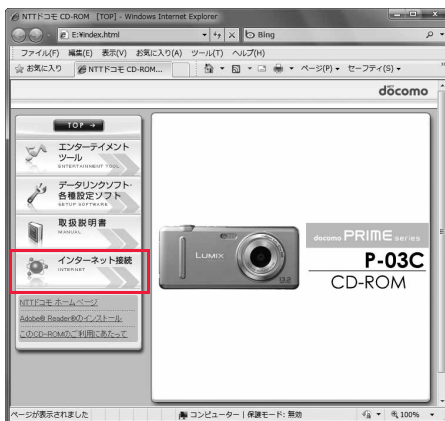 NTTドコモ CD-ROM [TOP] - Windows Internet Explorer
E:¥index.html
Bing
ファイル(F) 編集(E) 表示(V) お気に入り(A) ツール(T) ヘルプ(H)
お気に入り
NTTドコモ CD-ROM...
ページ(P)
セーフティ(S)
döcomo
TOP →
エンターテイメント
ツール
ENTERTAINMENT TOOL
データリンクソフト・
各種設定ソフト
SETUP SOFTWARE
取扱説明書
MANUAL
インターネット接続
INTERNET
NTTドコモ ホームページ
Adobe® Reader®のインストール
このCD-ROMのご利用にあたって
LUMIX
13.2
docomo PRIME series
P-03C
CD-ROM
ページが表示されました
コンピューター | 保護モード: 無効
100%